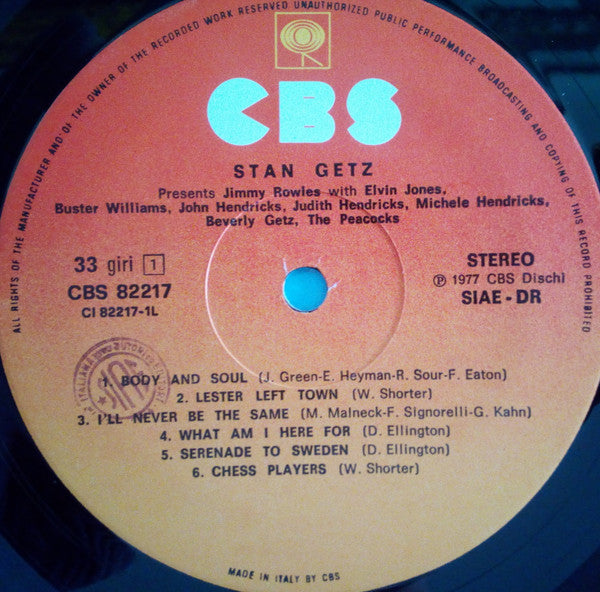 ALL RIGHTS OF THE MANUFACTURER AND OF THE OWNER OF THE RECORDED WORK RESERVED UNAUTHORIZED PUBLIC PERFORMANCE BROADCASTING AND COPYING OF THIS RECORD PROHIBITED
CBS
STAN GETZ
Presents Jimmy Rowles with Elvin Jones,
Buster Williams, John Hendricks, Judith Hendricks, Michele Hendricks,
Beverly Getz, The Peacocks
33 giri 1
CBS 82217
CI 82217-1L
STEREO
℗ 1977 CBS Dischi
SIAE - DR
1. BODY AND SOUL (J. Green-E. Heyman-R. Sour-F. Eaton)
2. LESTER LEFT TOWN (W. Shorter)
3. I'LL NEVER BE THE SAME (M. Malneck-F. Signorelli-G. Kahn)
4. WHAT AM I HERE FOR (D. Ellington)
5. SERENADE TO SWEDEN (D. Ellington)
6. CHESS PLAYERS (W. Shorter)
MADE IN ITALY BY CBS